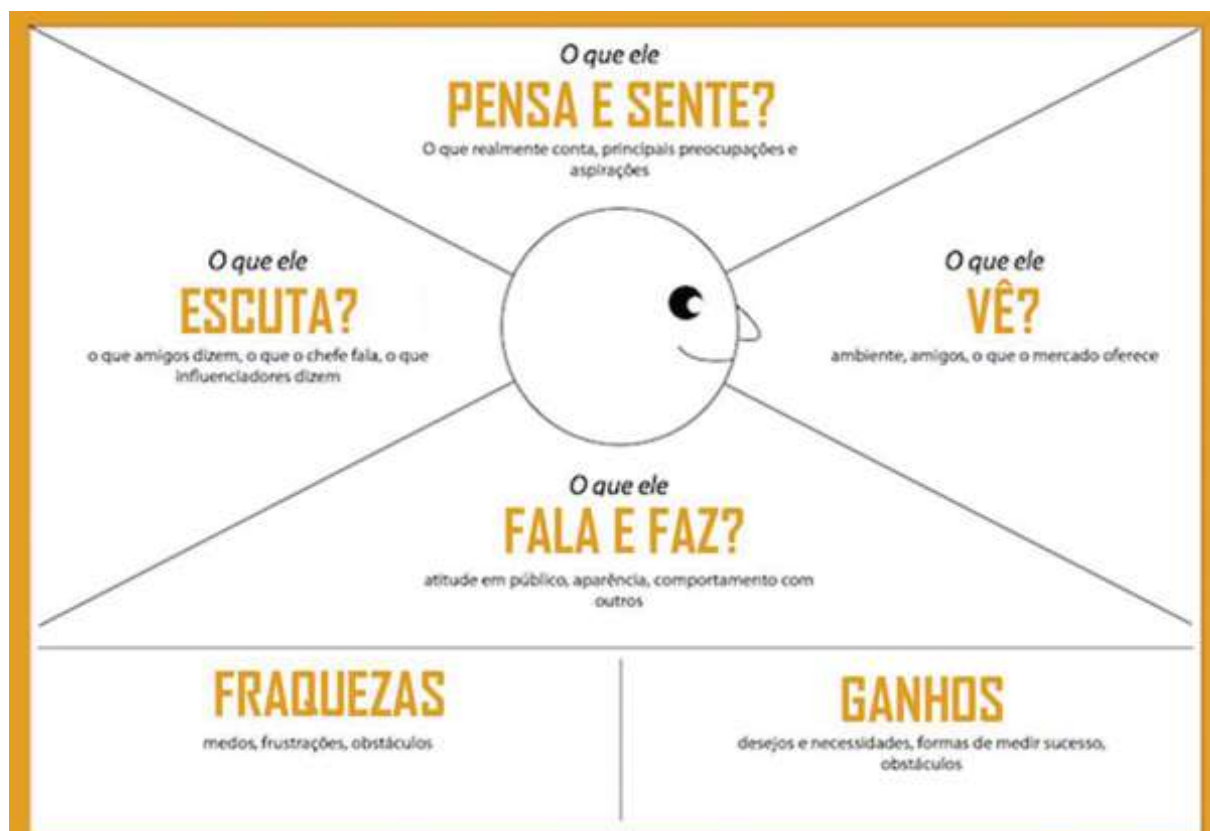 O que ele
PENSA E SENTE?
O que realmente conta, principais preocupações e
aspirações
O que ele
ESCUTA?
o que amigos dizem, o que o chefe fala, o que
influenciadores dizem
O que ele
VÊ?
ambiente, amigos, o que o mercado oferece
O que ele
FALA E FAZ?
atitude em público, aparência, comportamento com
outros
FRAQUEZAS
medos, frustrações, obstáculos
GANHOS
desejos e necessidades, formas de medir sucesso,
obstáculos